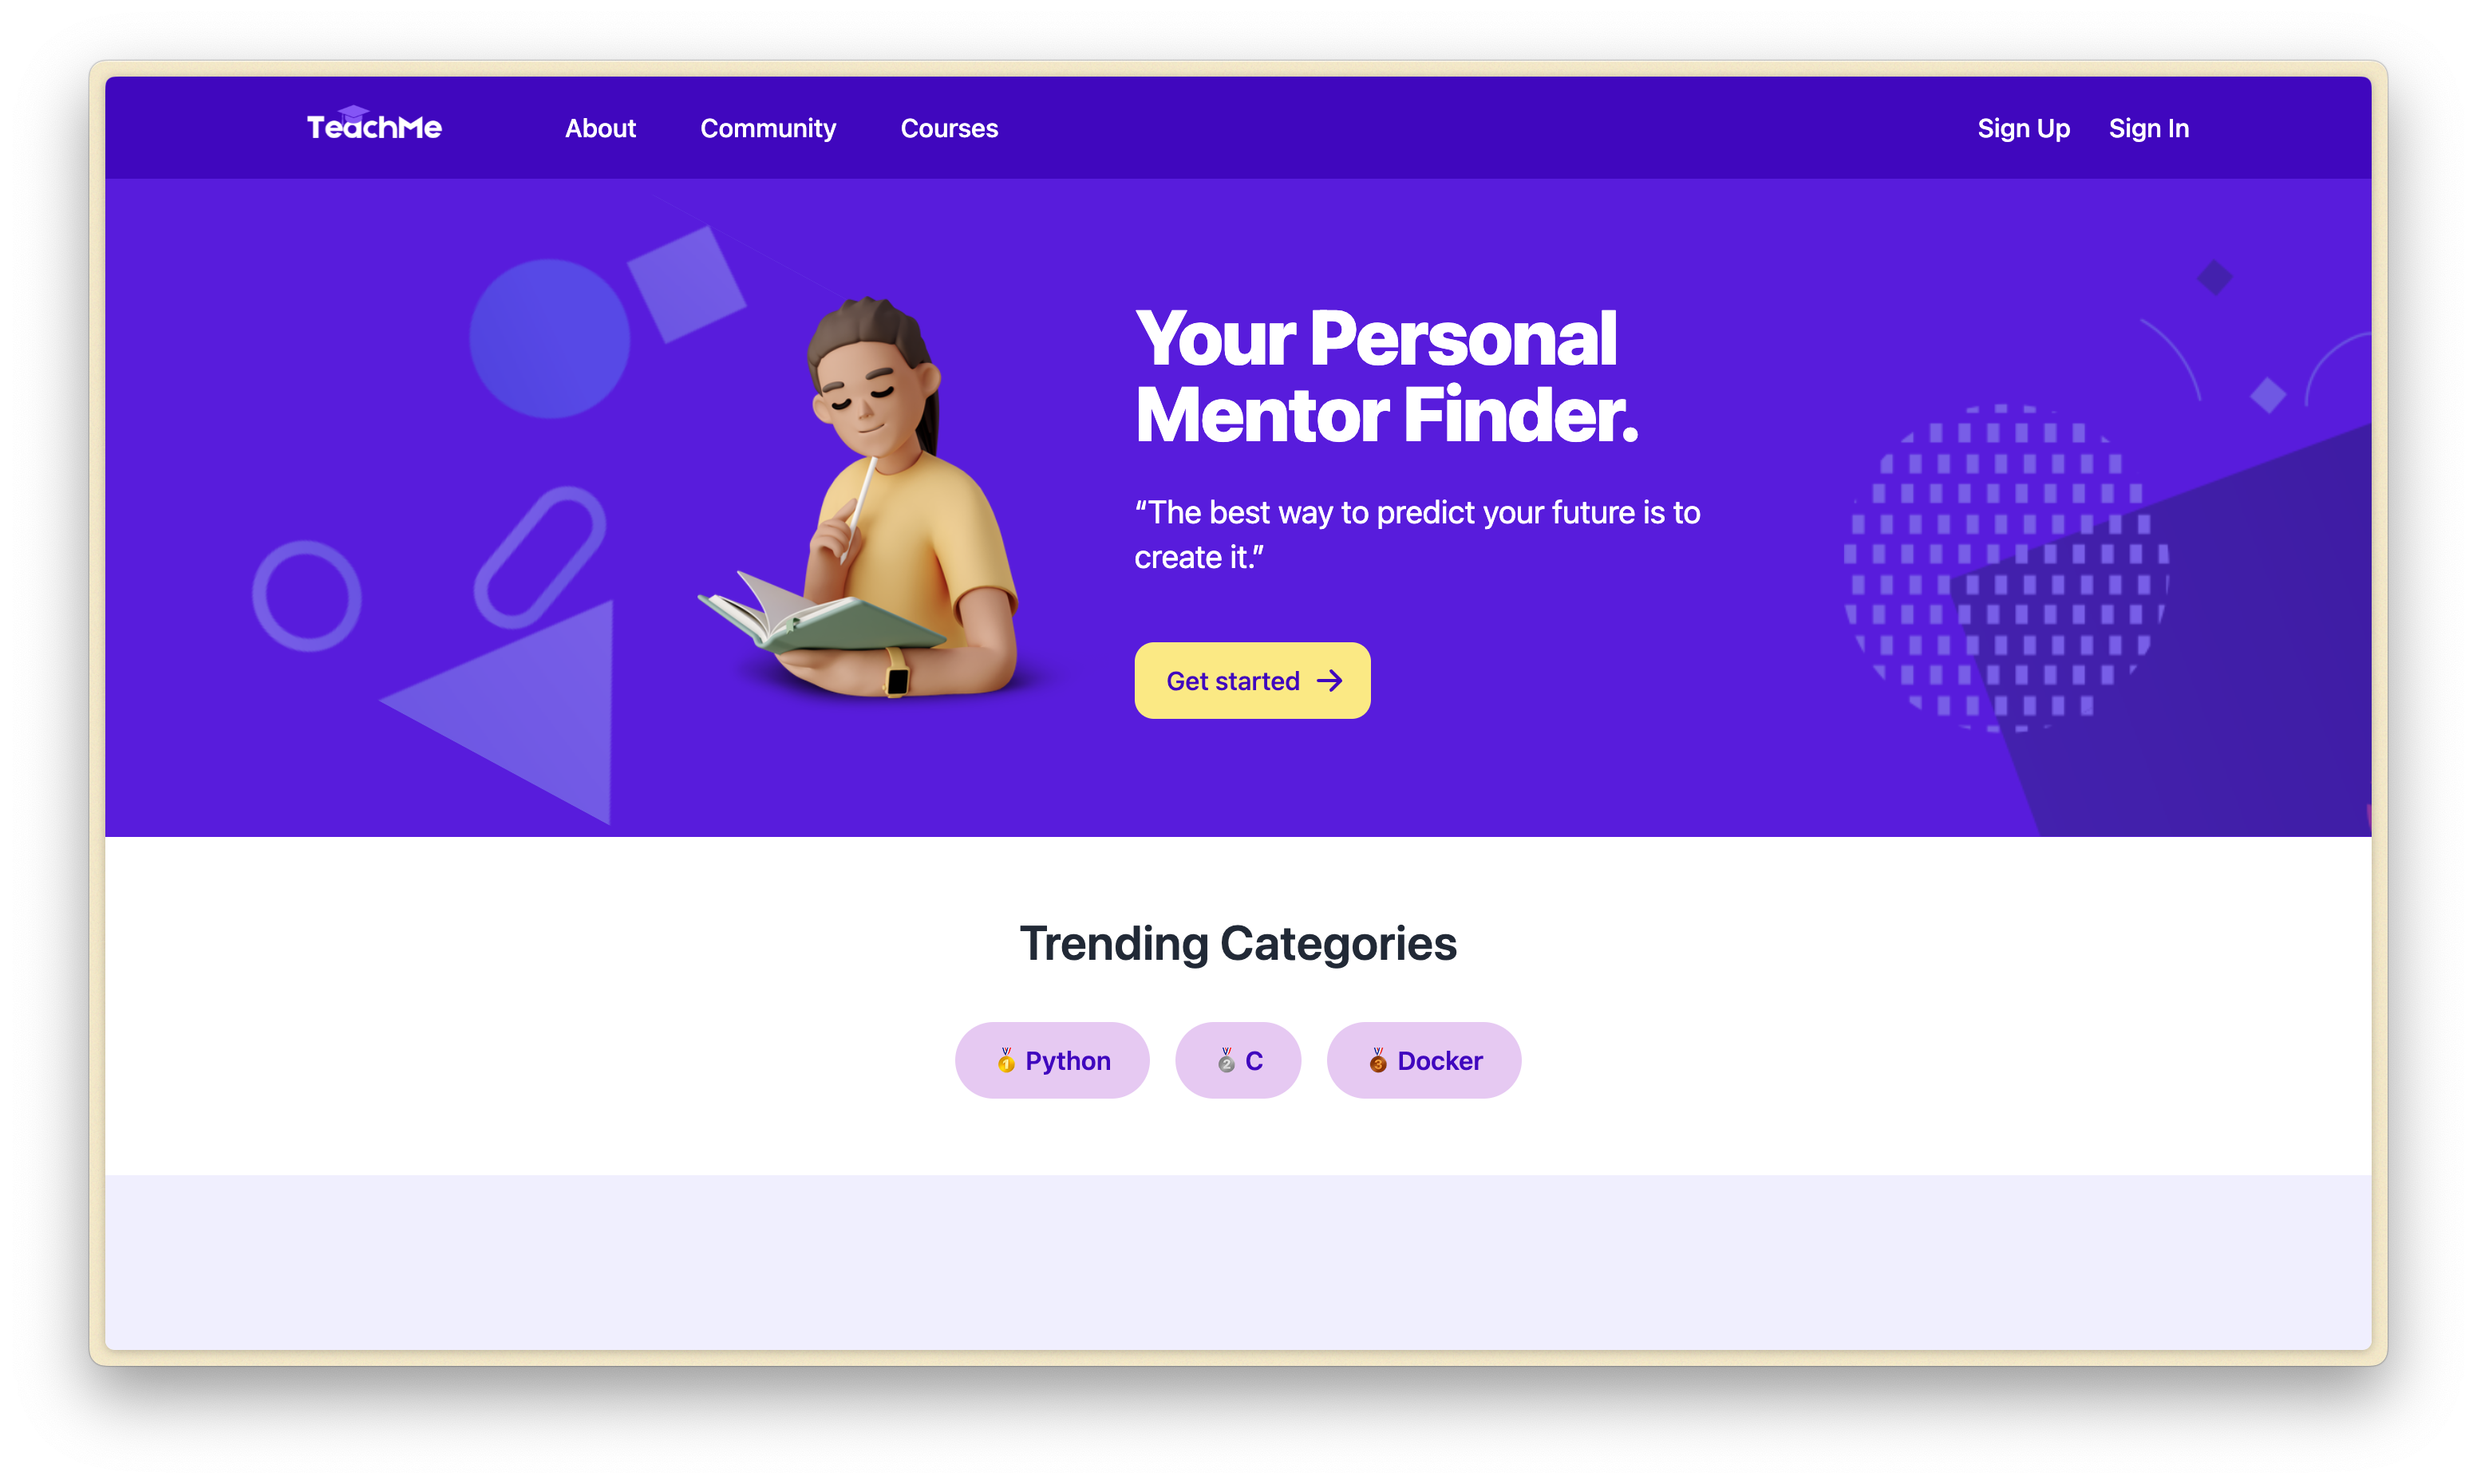 TeachMe
About
Community
Courses
Sign Up
Sign In
Your Personal
Mentor Finder.
“The best way to predict your future is to
create it.”
Get started →
Trending Categories
🥇 Python
🥈 C
🥉 Docker